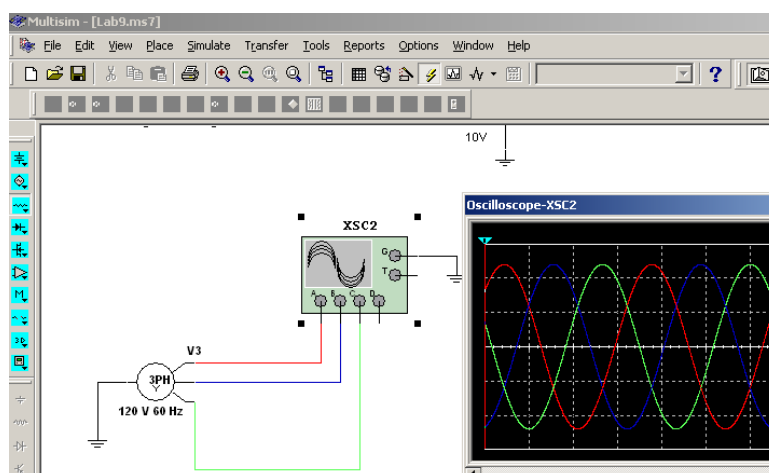 Multisim - [Lab9.ms7]
File Edit View Place Simulate Transfer Tools Reports Options Window Help
10V
Oscilloscope-XSC2
XSC2
G
T
A B C D
V3
3PH
Y
120 V 60 Hz